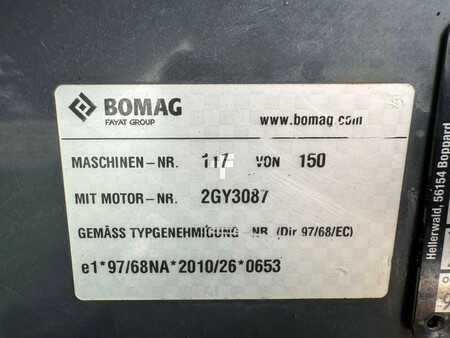 BOMAG
FAYAT GROUP
www.bomag.com
MASCHINEN-NR. 117 VON 150
MIT MOTOR-NR. 2GY3087
GEMÄSS TYPGENEHMIGUNG-NR (Dir 97/68/EC)
e1*97/68NA*2010/26*0653
Hellerwald, 56154 Boppard